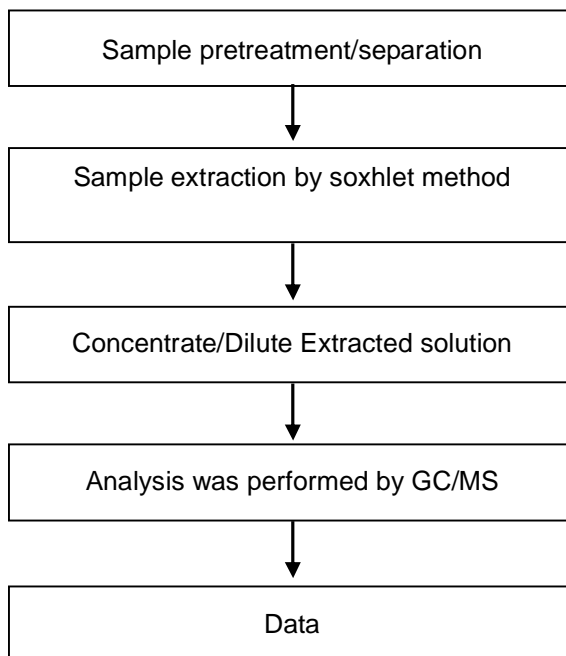 Sample pretreatment/separation
Sample extraction by soxhlet method
Concentrate/Dilute Extracted solution
Analysis was performed by GC/MS
Data